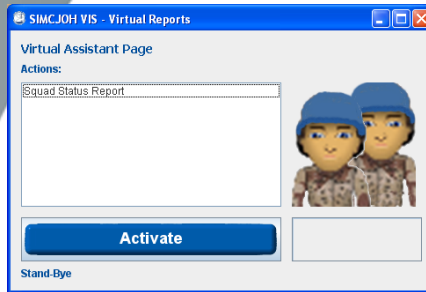 SIMCJOH VIS - Virtual Reports
Virtual Assistant Page
Actions:
Squad Status Report
Activate
Stand-Bye